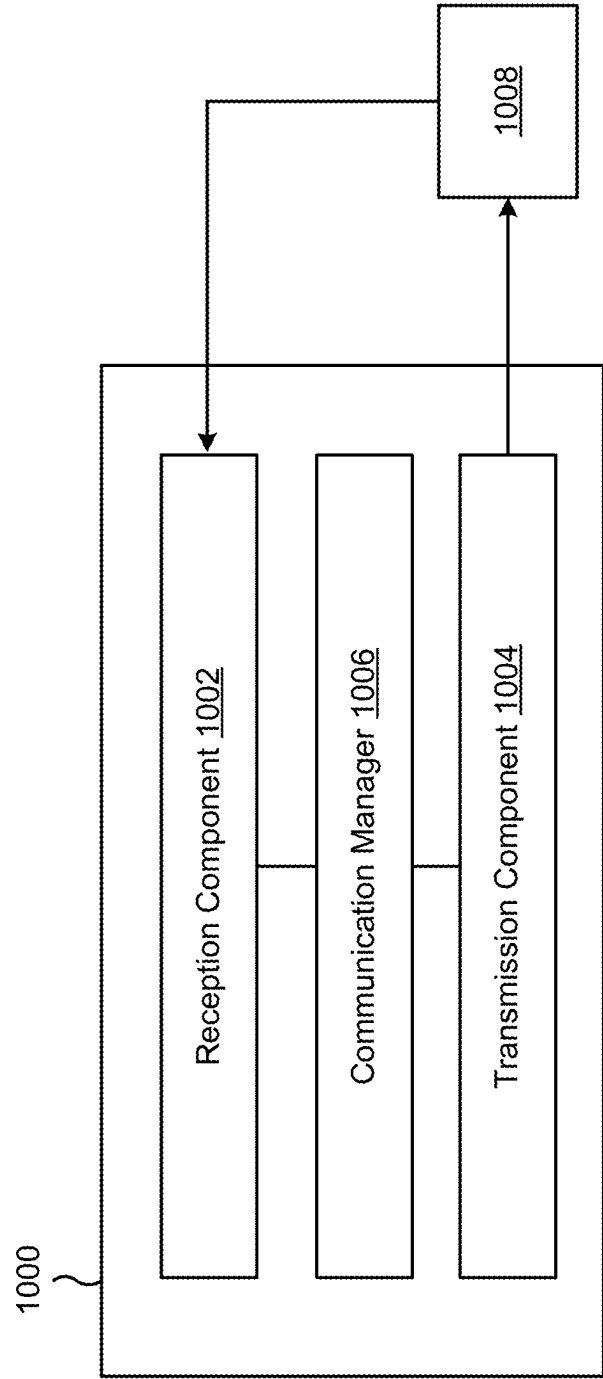 1000
Reception Component 1002
Communication Manager 1006
Transmission Component 1004
1008